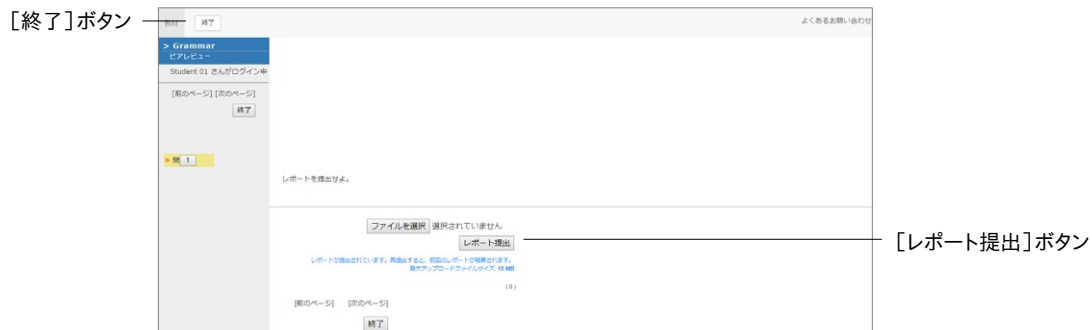 [終了]ボタン
教材 終了
よくあるお問い合わせ
> Grammar
ピアレビュー
Student 01 さんがログイン中
[前のページ] [次のページ]
終了
> 問 1
レポートを提出せよ。
ファイルを選択 選択されていません
レポート提出
[レポート提出]ボタン
レポートが提出されています。再提出すると、前回のレポートが破棄されます。
最大アップロードファイルサイズ: 10 MB
( 0 )
[前のページ] [次のページ]
終了